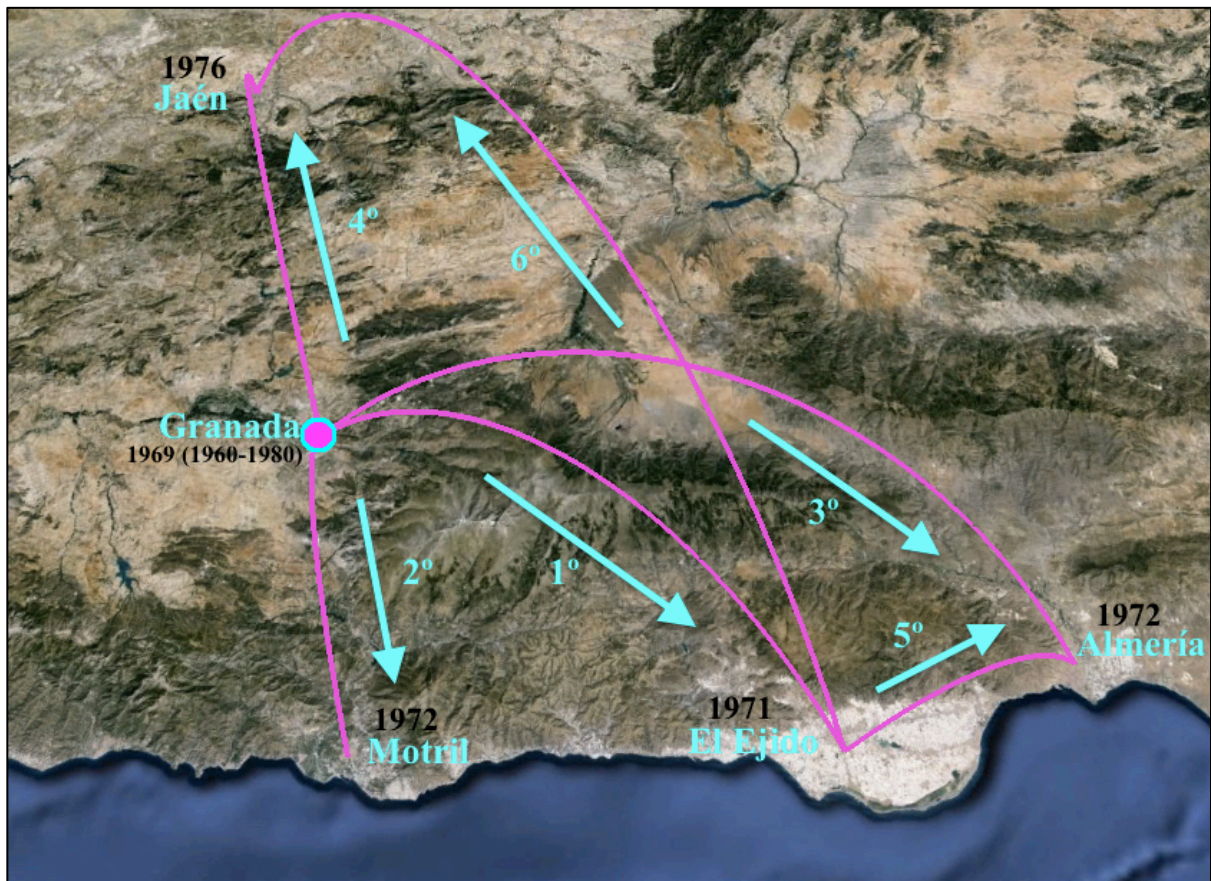 1976
Jaén
4º
6º
Granada
1969 (1960-1980)
3º
2º
1º
1972
Almería
5º
1972
Motril
1971
El Ejido